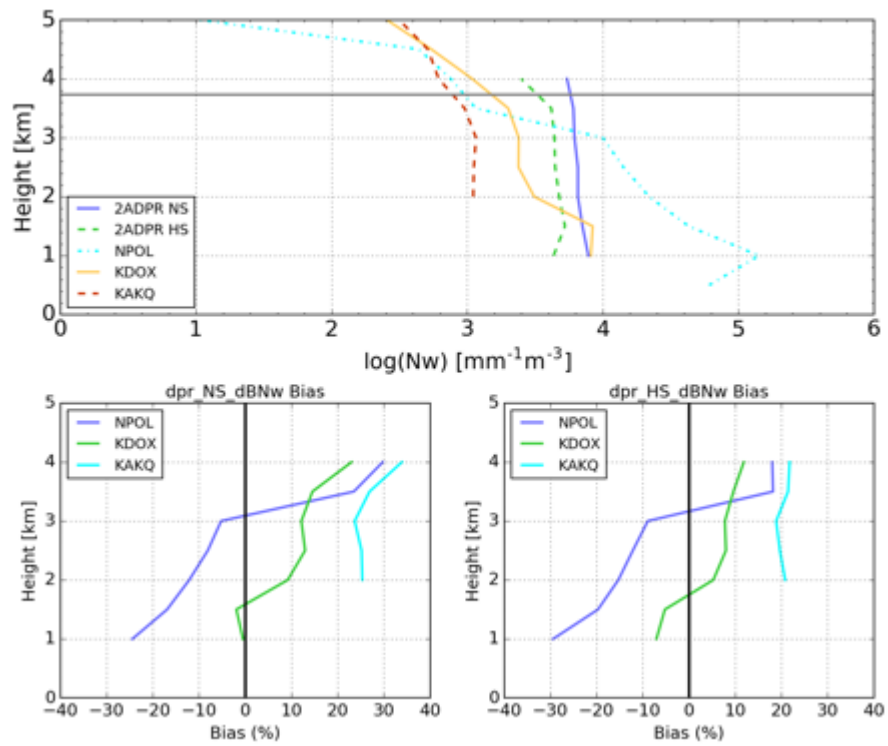 5
4
3
2
1
0
Height [km]
2ADPR NS
2ADPR HS
NPOL
KDOX
KAKQ
0 1 2 3 4 5 6
log(Nw) [mm⁻¹m⁻³]
dpr_NS_dBNw Bias
5
4
3
2
1
0
Height [km]
NPOL
KDOX
KAKQ
−40 −30 −20 −10 0 10 20 30 40
Bias (%)
dpr_HS_dBNw Bias
5
4
3
2
1
0
Height [km]
NPOL
KDOX
KAKQ
−40 −30 −20 −10 0 10 20 30 40
Bias (%)